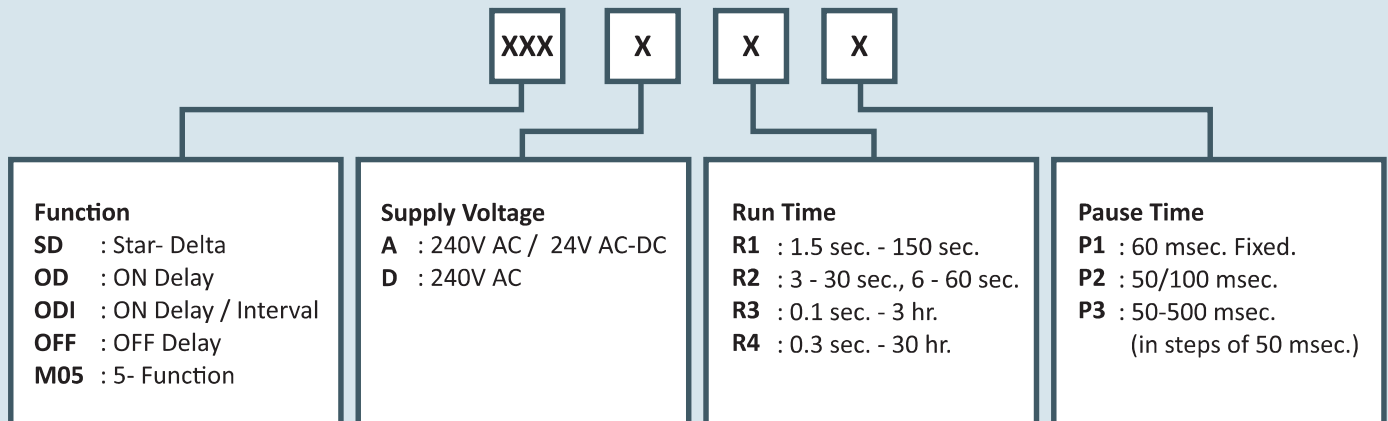 XXX X X X
Function
SD : Star- Delta
OD : ON Delay
ODI : ON Delay / Interval
OFF : OFF Delay
M05 : 5- Function
Supply Voltage
A : 240V AC / 24V AC-DC
D : 240V AC
Run Time
R1 : 1.5 sec. - 150 sec.
R2 : 3 - 30 sec., 6 - 60 sec.
R3 : 0.1 sec. - 3 hr.
R4 : 0.3 sec. - 30 hr.
Pause Time
P1 : 60 msec. Fixed.
P2 : 50/100 msec.
P3 : 50-500 msec.
(in steps of 50 msec.)